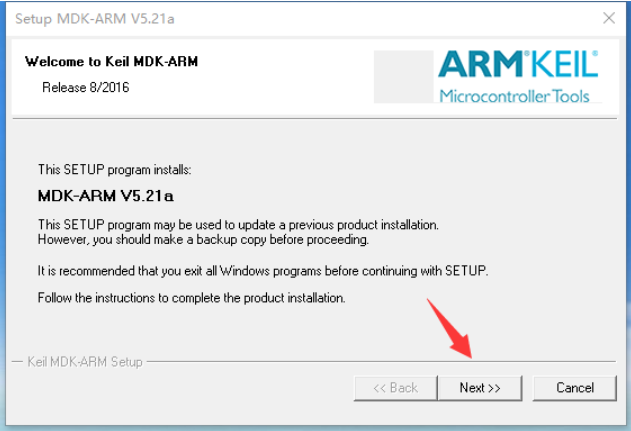 Setup MDK-ARM V5.21a
Welcome to Keil MDK-ARM
Release 8/2016
ARM KEIL
Microcontroller Tools
This SETUP program installs:
MDK-ARM V5.21a
This SETUP program may be used to update a previous product installation.
However, you should make a backup copy before proceeding.
It is recommended that you exit all Windows programs before continuing with SETUP.
Follow the instructions to complete the product installation.
Keil MDK-ARM Setup
<< Back Next >> Cancel